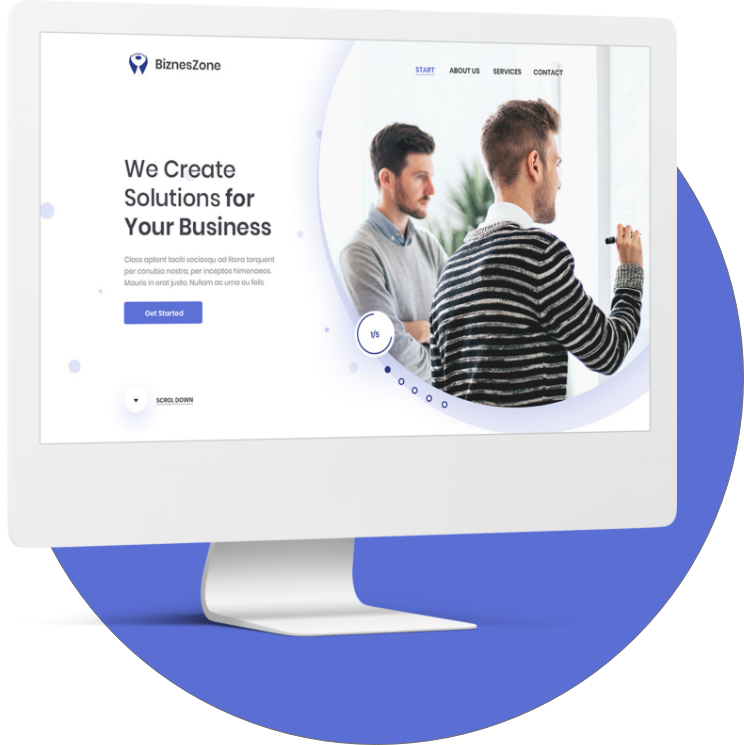 BiznesZone
START ABOUT US SERVICES CONTACT
We Create
Solutions for
Your Business
Class aptent taciti sociosqu ad litora torquent
per conubia nostra, per inceptos himenaeos.
Mauris in erat justo. Nullam ac urna eu felis
Get Started
1/5
SCROL DOWN